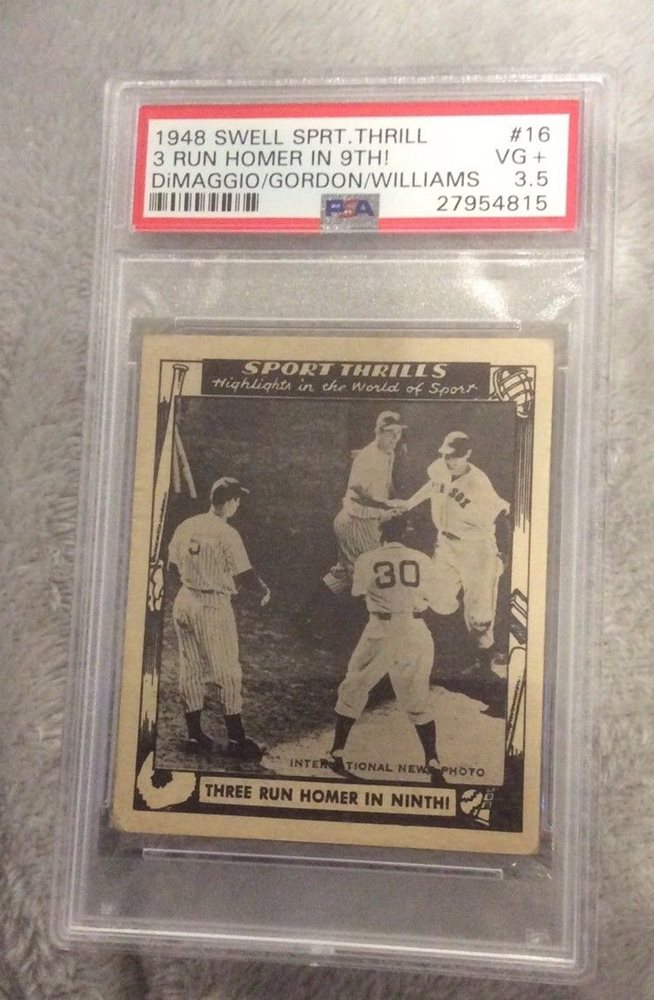 1948 SWELL SPRT. THRILL #16
3 RUN HOMER IN 9TH! VG +
DiMAGGIO/GORDON/WILLIAMS 3.5
PSA 27954815
SPORT THRILLS
Highlights in the World of Sport
SOX
5
30
INTERNATIONAL NEWS PHOTO
THREE RUN HOMER IN NINTH!